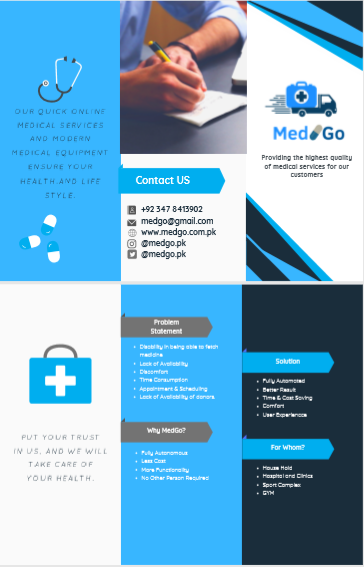 OUR QUICK ONLINE
MEDICAL SERVICES
AND MODERN
MEDICAL EQUIPMENT
ENSURE YOUR
HEALTH AND LIFE
STYLE.
Contact US
+92 347 8413902
medgo@gmail.com
www.medgo.com.pk
@medgo.pk
@medgo.pk
Med Go
Providing the highest quality
of medical services for our
customers
PUT YOUR TRUST
IN US, AND WE WILL
TAKE CARE OF
YOUR HEALTH.
Problem
Statement
Disability in being able to fetch
medicine
Lack of Availability
Discomfort
Time Consumption
Appointment & Scheduling
Lack of Availability of donors.
Why MedGo?
Fully Autonomous
Less Cost
More Functionality
No Other Person Required
Solution
Fully Automated
Better Result
Time & Cost Saving
Comfort
User Experience
For Whom?
House Hold
Hospital and Clinics
Sport Complex
GYM